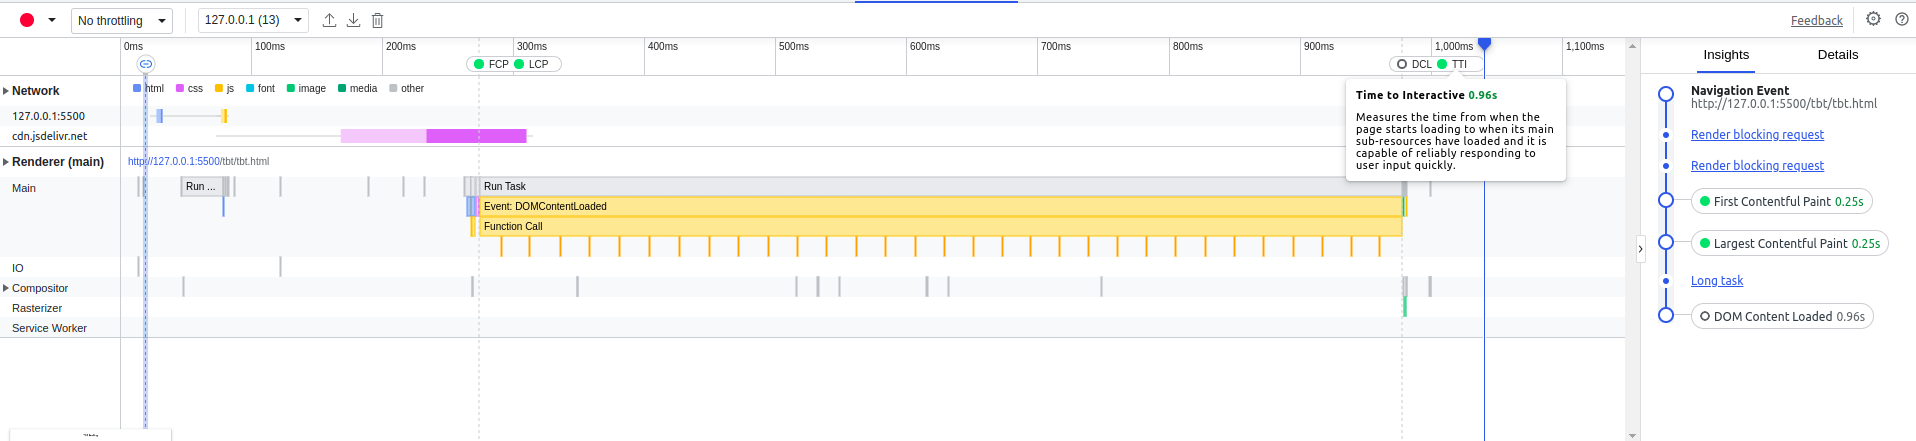 No throttling
127.0.0.1 (13)
Feedback
0ms
100ms
200ms
300ms
400ms
500ms
600ms
700ms
800ms
900ms
1,000ms
1,100ms
FCP
LCP
DCL
TTI
Network
html
css
js
font
image
media
other
127.0.0.1:5500
cdn.jsdelivr.net
Renderer (main)
http://127.0.0.1:5500/tbt/tbt.html
Main
Run ...
Run Task
Event: DOMContentLoaded
Function Call
IO
Compositor
Rasterizer
Service Worker
Time to Interactive 0.96s
Measures the time from when the
page starts loading to when its main
sub-resources have loaded and it is
capable of reliably responding to
user input quickly.
Insights
Details
Navigation Event
http://127.0.0.1:5500/tbt/tbt.html
Render blocking request
Render blocking request
First Contentful Paint 0.25s
Largest Contentful Paint 0.25s
Long task
DOM Content Loaded 0.96s